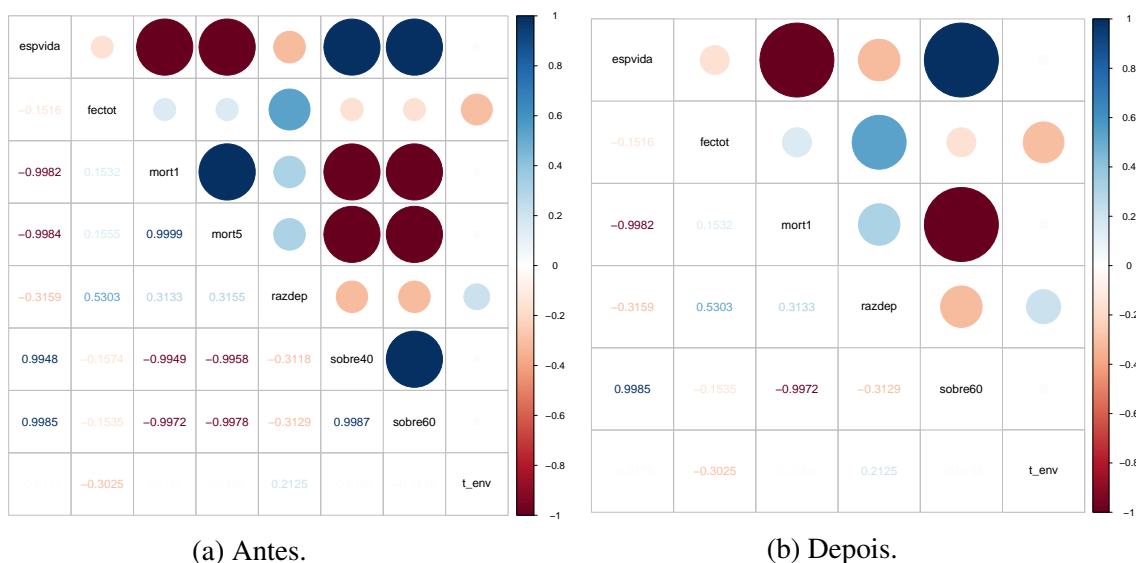 espvida
−0.1516 fectot
−0.9982 0.1532 mort1
−0.9984 0.1555 0.9999 mort5
−0.3159 0.5303 0.3133 0.3155 razdep
0.9948 −0.1574 −0.9949 −0.9958 −0.3118 sobre40
0.9985 −0.1535 −0.9972 −0.9978 −0.3129 0.9987 sobre60
−0.3025 0.2125 t_env
1
0.8
0.6
0.4
0.2
0
−0.2
−0.4
−0.6
−0.8
−1
(a) Antes.
espvida
−0.1516 fectot
−0.9982 0.1532 mort1
−0.3159 0.5303 0.3133 razdep
0.9985 −0.1535 −0.9972 −0.3129 sobre60
−0.3025 0.2125 t_env
1
0.8
0.6
0.4
0.2
0
−0.2
−0.4
−0.6
−0.8
−1
(b) Depois.